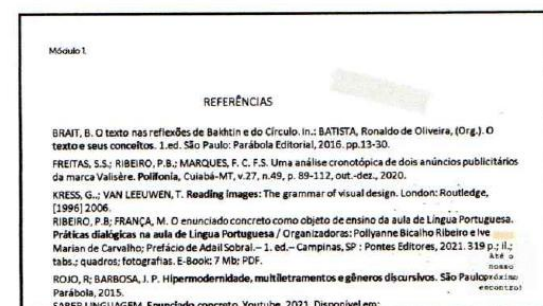 Módulo 1.
REFERÊNCIAS
BRAIT, B. O texto nas reflexões de Bakhtin e do Círculo. In.: BATISTA, Ronaldo de Oliveira, (Org.). O
texto e seus conceitos. 1.ed. São Paulo: Parábola Editorial, 2016. pp.13-30.
FREITAS, S.S.; RIBEIRO, P.B.; MARQUES, F. C. F.S. Uma análise cronotópica de dois anúncios publicitários
da marca Valisère. Polifonia, Cuiabá-MT, v.27, n.49, p. 89-112, out.-dez., 2020.
KRESS, G..; VAN LEEUWEN, T. Reading images: The grammar of visual design. London: Routledge,
[1996] 2006.
RIBEIRO, P.B; FRANÇA, M. O enunciado concreto como objeto de ensino da aula de Língua Portuguesa.
Práticas dialógicas na aula de Língua Portuguesa / Organizadoras: Pollyanne Bicalho Ribeiro e Ive
Marian de Carvalho; Prefácio de Adail Sobral.– 1. ed.– Campinas, SP : Pontes Editores, 2021. 319 p.; il.;
tabs.; quadros; fotografias. E-Book; 7 Mb; PDF.
ROJO, R; BARBOSA, J. P. Hipermodernidade, multiletramentos e gêneros discursivos. São Paulo:
Parábola, 2015.
SABER LINGUAGEM. Enunciado concreto. Youtube, 2021. Disponível em:
Até o
nosso
próximo
encontro!